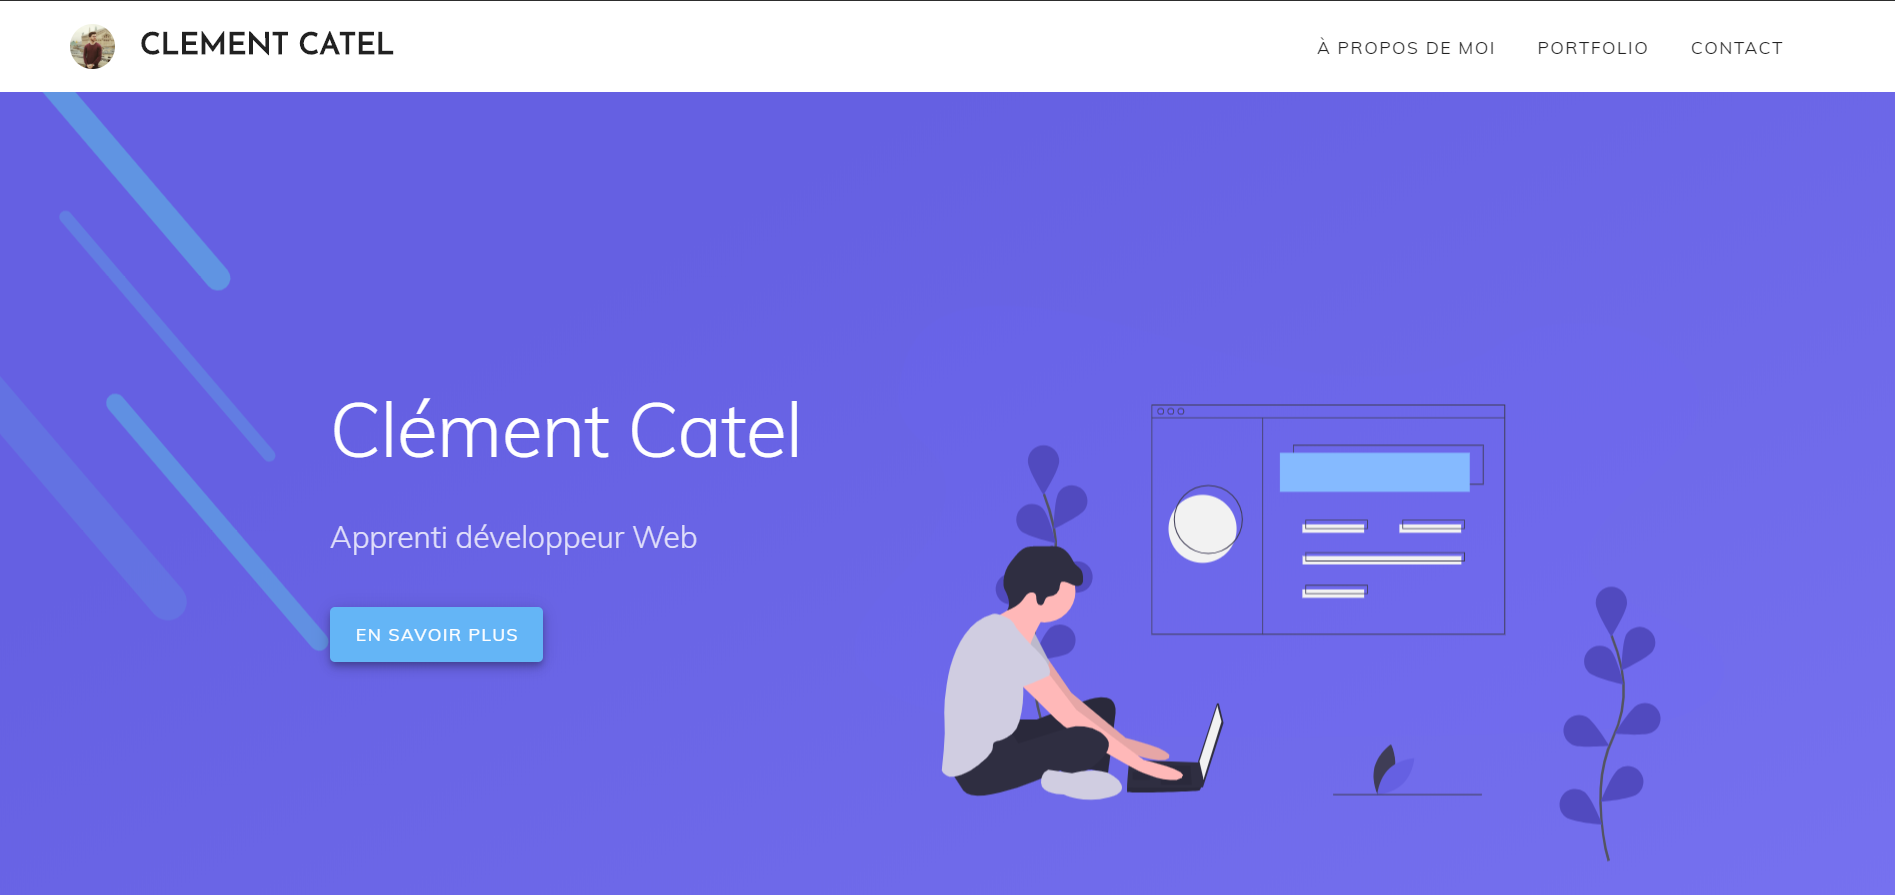 CLEMENT CATEL
À PROPOS DE MOI
PORTFOLIO
CONTACT
Clément Catel
Apprenti développeur Web
EN SAVOIR PLUS